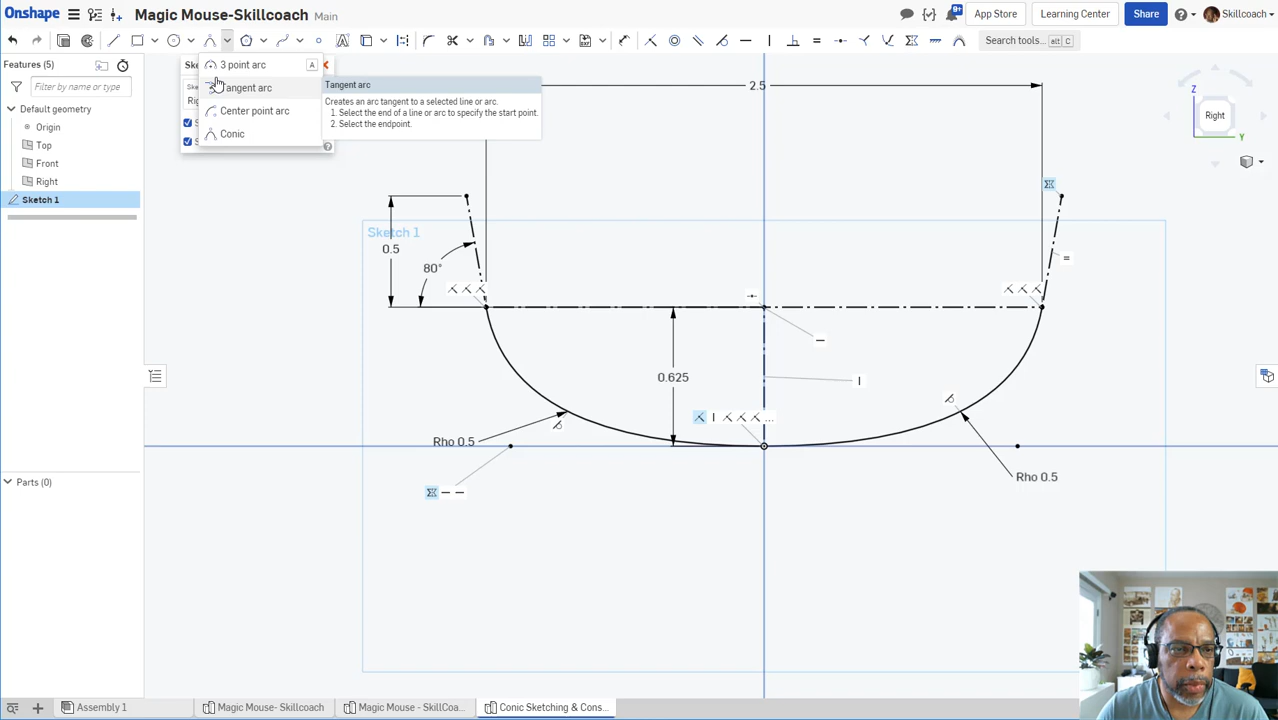 Onshape
Magic Mouse-Skillcoach Main
9+
App Store
Learning Center
Share
Skillcoach
Search tools...
alt C
Features (5)
Filter by name or type
Default geometry
Origin
Top
Front
Right
Sketch 1
Parts (0)
3 point arc A
Tangent arc
Center point arc
Conic
Tangent arc
Creates an arc tangent to a selected line or arc.
1. Select the end of a line or arc to specify the start point.
2. Select the endpoint.
2.5
Z
Right
Y
Sketch 1
0.5
80°
0.625
Rho 0.5
Rho 0.5
Assembly 1
Magic Mouse- Skillcoach
Magic Mouse - SkillCoa...
Conic Sketching & Cons...